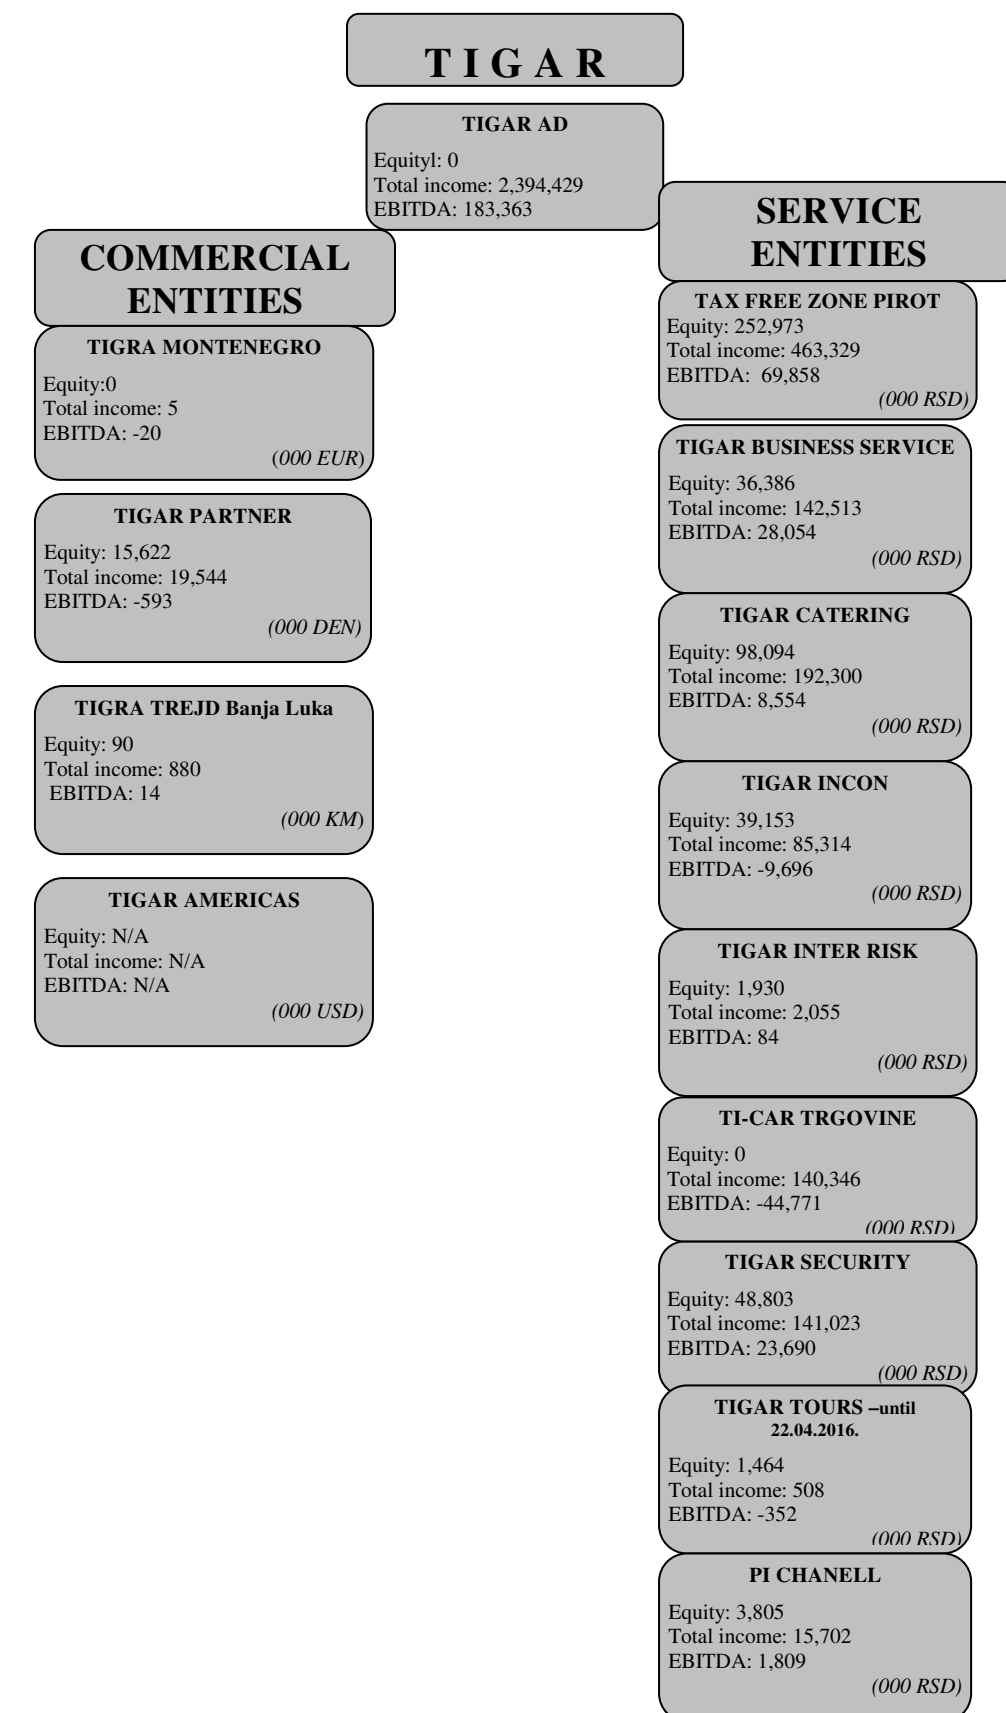 T I G A R
TIGAR AD
Equityl: 0
Total income: 2,394,429
EBITDA: 183,363
COMMERCIAL
ENTITIES
TIGRA MONTENEGRO
Equity:0
Total income: 5
EBITDA: -20
(000 EUR)
TIGAR PARTNER
Equity: 15,622
Total income: 19,544
EBITDA: -593
(000 DEN)
TIGRA TREJD Banja Luka
Equity: 90
Total income: 880
EBITDA: 14
(000 KM)
TIGAR AMERICAS
Equity: N/A
Total income: N/A
EBITDA: N/A
(000 USD)
SERVICE
ENTITIES
TAX FREE ZONE PIROT
Equity: 252,973
Total income: 463,329
EBITDA:  69,858
(000 RSD)
TIGAR BUSINESS SERVICE
Equity: 36,386
Total income: 142,513
EBITDA: 28,054
(000 RSD)
TIGAR CATERING
Equity: 98,094
Total income: 192,300
EBITDA: 8,554
(000 RSD)
TIGAR INCON
Equity: 39,153
Total income: 85,314
EBITDA: -9,696
(000 RSD)
TIGAR INTER RISK
Equity: 1,930
Total income: 2,055
EBITDA: 84
(000 RSD)
TI-CAR TRGOVINE
Equity: 0
Total income: 140,346
EBITDA: -44,771
(000 RSD)
TIGAR SECURITY
Equity: 48,803
Total income: 141,023
EBITDA: 23,690
(000 RSD)
TIGAR TOURS –until
22.04.2016.
Equity: 1,464
Total income: 508
EBITDA: -352
(000 RSD)
PI CHANELL
Equity: 3,805
Total income: 15,702
EBITDA: 1,809
(000 RSD)